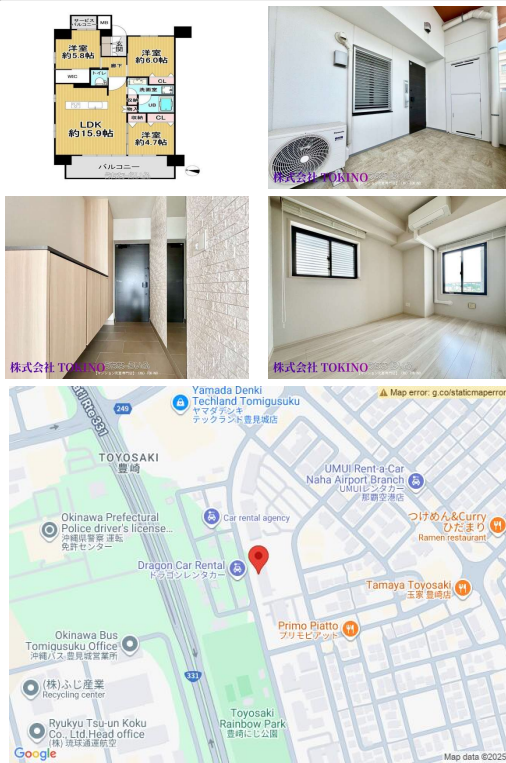 サービス
バルコニー
MB
洋室
約5.8帖
玄関
洋室
約6.0帖
廊下
WIC
トイレ
CL
洗面室
収納
物入
UB
LDK
約15.9帖
収納
CL
洋室
約4.7帖
バルコニー
株式会社 TOKINO
株式会社 TOKINO
株式会社 TOKINO
Map error: g.co/staticmaperror
Yamada Denki
Techland Tomigusuku
ヤマダデンキ
テックランド豊見城店
Rte 331
249
TOYOSAKI
豊崎
UMUI Rent-a-Car
Naha Airport Branch
UMUIレンタカー
那覇空港店
Okinawa Prefectural
Police driver's license...
沖縄県警察 運転
免許センター
Car rental agency
つけめん&Curry
ひだまり
Ramen restaurant
Dragon Car Rental
ドラゴンレンタカー
Tamaya Toyosaki
玉家 豊崎店
Primo Piatto
プリモピアット
Okinawa Bus
Tomigusuku Office
沖縄バス 豊見城営業所
331
(株)ふじ産業
Recycling center
Toyosaki
Rainbow Park
豊崎にじ公園
Ryukyu Tsu-un Koku
Co., Ltd.Head office
(株) 琉球通運航空
Google
Map data ©2025